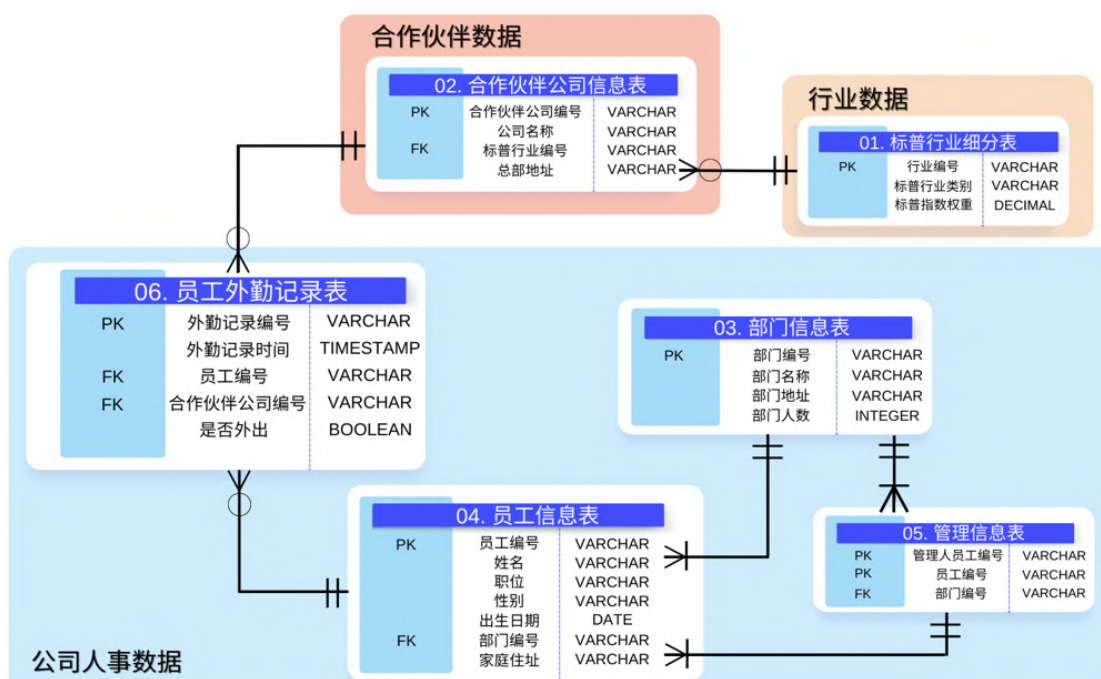 合作伙伴数据
02. 合作伙伴公司信息表
PK 合作伙伴公司编号 VARCHAR
公司名称 VARCHAR
FK 标普行业编号 VARCHAR
总部地址 VARCHAR
行业数据
01. 标普行业细分表
PK 行业编号 VARCHAR
标普行业类别 VARCHAR
标普指数权重 DECIMAL
06. 员工外勤记录表
PK 外勤记录编号 VARCHAR
外勤记录时间 TIMESTAMP
FK 员工编号 VARCHAR
FK 合作伙伴公司编号 VARCHAR
是否外出 BOOLEAN
03. 部门信息表
PK 部门编号 VARCHAR
部门名称 VARCHAR
部门地址 VARCHAR
部门人数 INTEGER
04. 员工信息表
PK 员工编号 VARCHAR
姓名 VARCHAR
职位 VARCHAR
性别 VARCHAR
出生日期 DATE
FK 部门编号 VARCHAR
家庭住址 VARCHAR
05. 管理信息表
PK 管理人员工编号 VARCHAR
PK 员工编号 VARCHAR
FK 部门编号 VARCHAR
公司人事数据